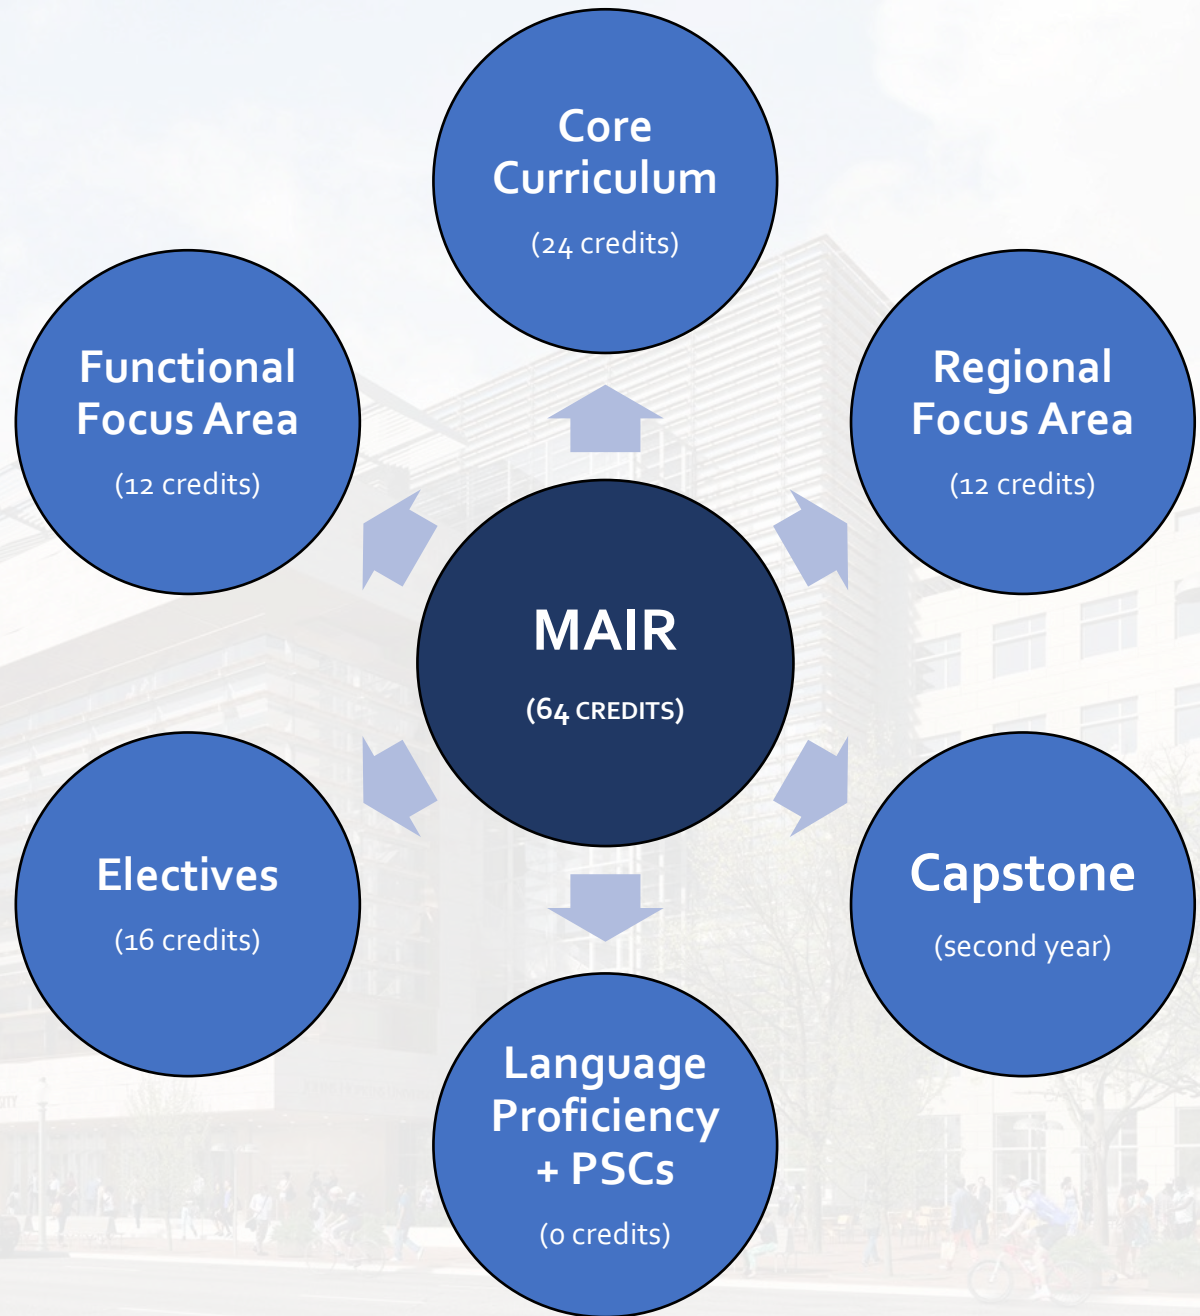 Core
Curriculum
(24 credits)
Functional
Focus Area
(12 credits)
Regional
Focus Area
(12 credits)
MAIR
(64 CREDITS)
Electives
(16 credits)
Capstone
(second year)
Language
Proficiency
+ PSCs
(0 credits)